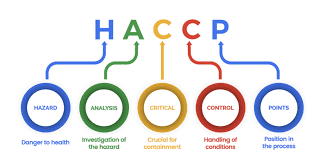 HACCP
HAZARD
ANALYSIS
CRITICAL
CONTROL
POINTS
Danger to health
Investigation of
the hazard
Crucial for
containment
Handling of
conditions
Position in
the process